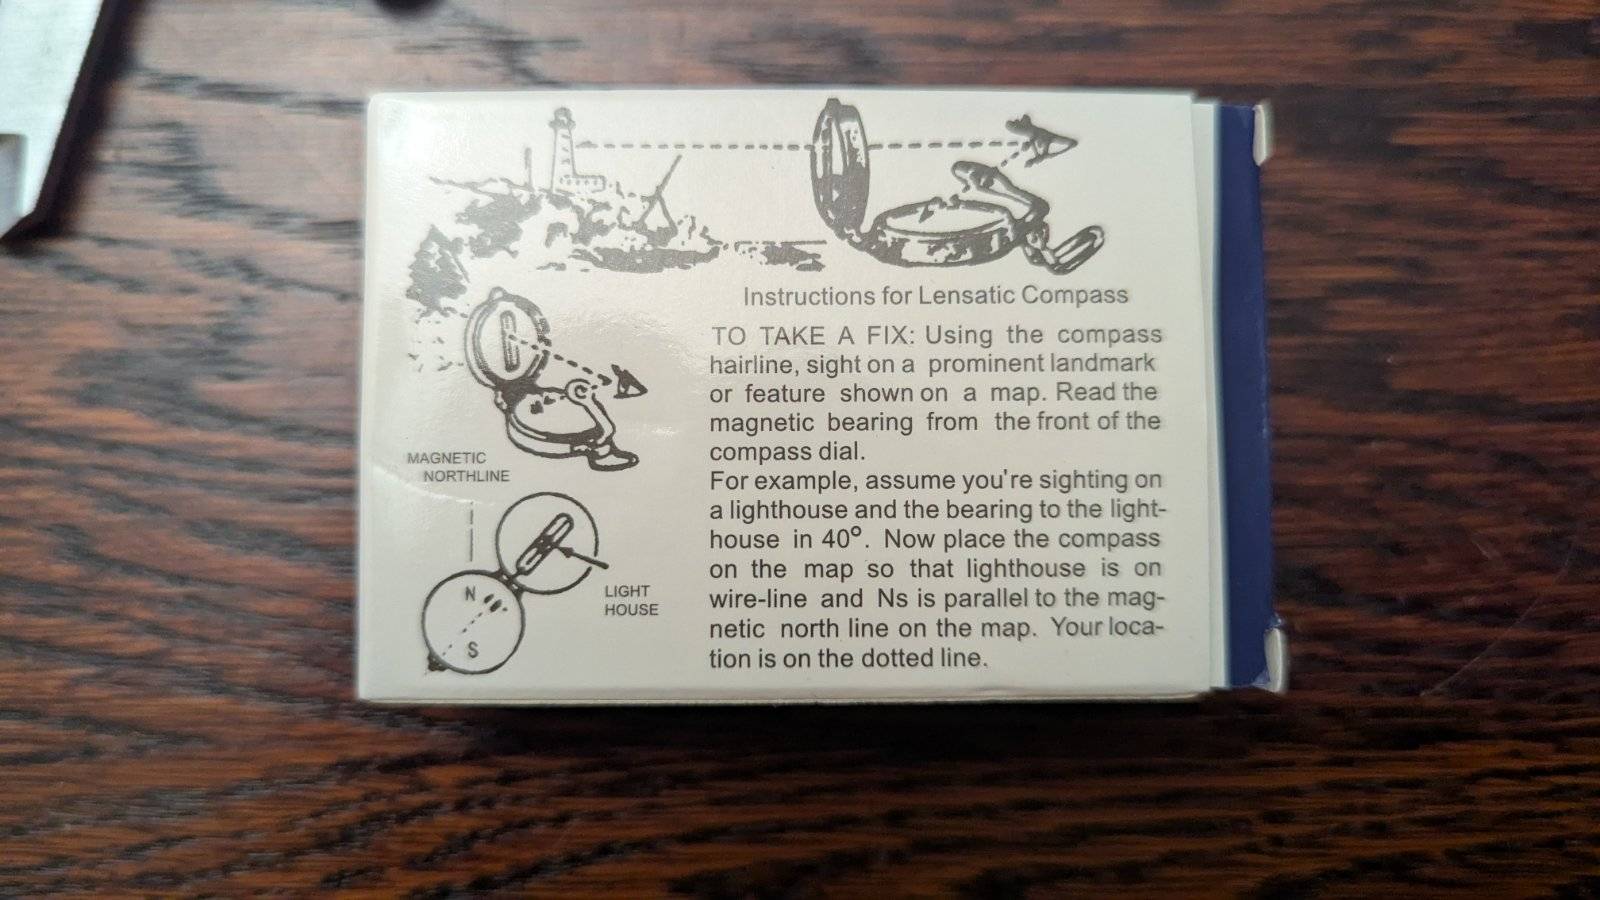 Instructions for Lensatic Compass
TO TAKE A FIX: Using the compass
hairline, sight on a prominent landmark
or feature shown on a map. Read the
magnetic bearing from the front of the
compass dial.
For example, assume you're sighting on
a lighthouse and the bearing to the light-
house in 40°. Now place the compass
on the map so that lighthouse is on
wire-line and Ns is parallel to the mag-
netic north line on the map. Your loca-
tion is on the dotted line.
MAGNETIC
NORTHLINE
LIGHT
HOUSE
N
S